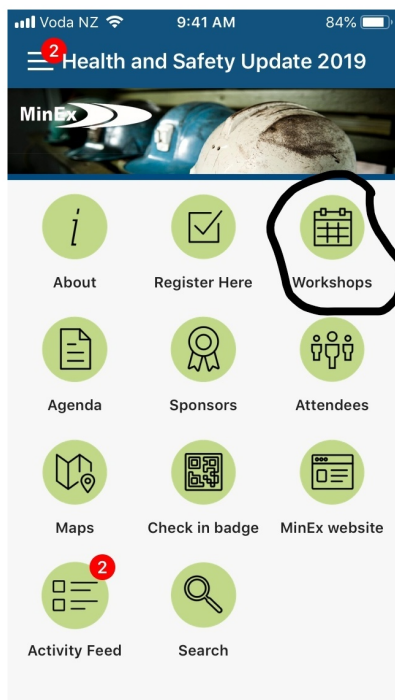 Voda NZ 9:41 AM 84%
2
Health and Safety Update 2019
MinEx
i
About Register Here Workshops
Agenda Sponsors Attendees
Maps Check in badge MinEx website
2
Activity Feed Search